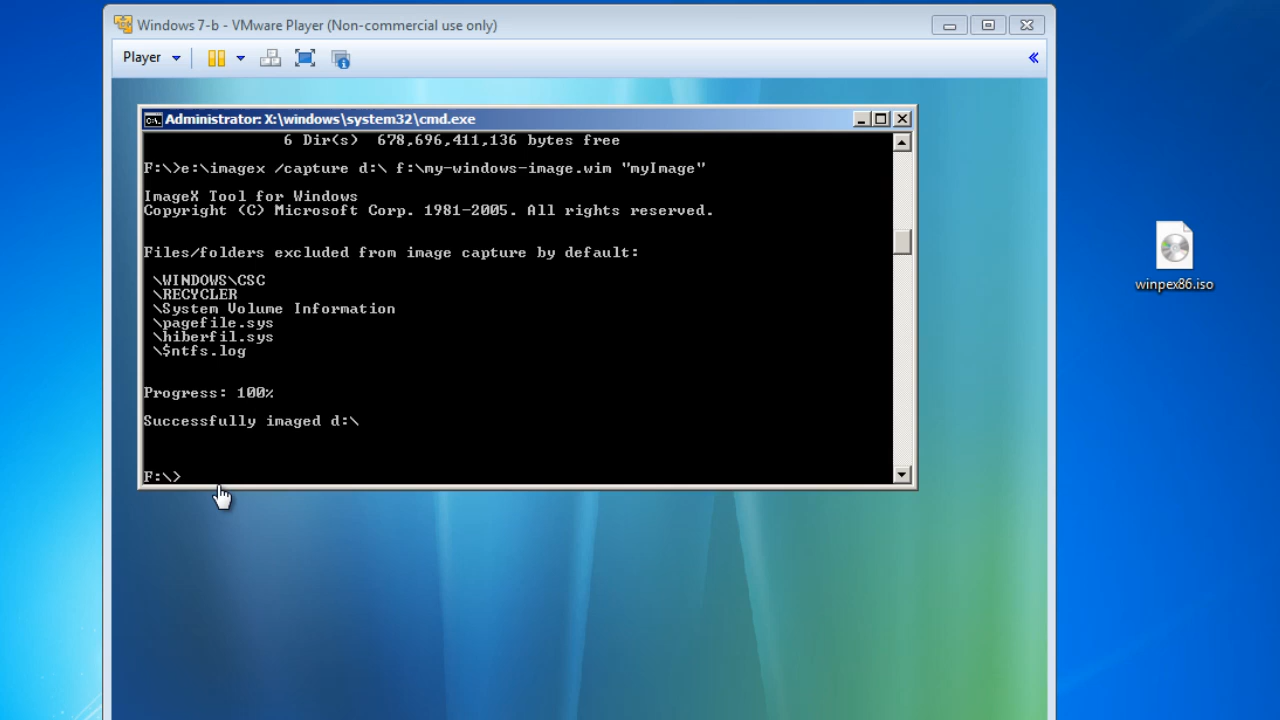 Windows 7-b - VMware Player (Non-commercial use only)
Player
Administrator: X:\windows\system32\cmd.exe
6 Dir(s)  678,696,411,136 bytes free
F:\>e:\imagex /capture d:\ f:\my-windows-image.wim "myImage"
ImageX Tool for Windows
Copyright (C) Microsoft Corp. 1981-2005. All rights reserved.
Files/folders excluded from image capture by default:
\WINDOWS\CSC
\RECYCLER
\System Volume Information
\pagefile.sys
\hiberfil.sys
\$ntfs.log
Progress: 100%
Successfully imaged d:\
F:\>
winpex86.iso